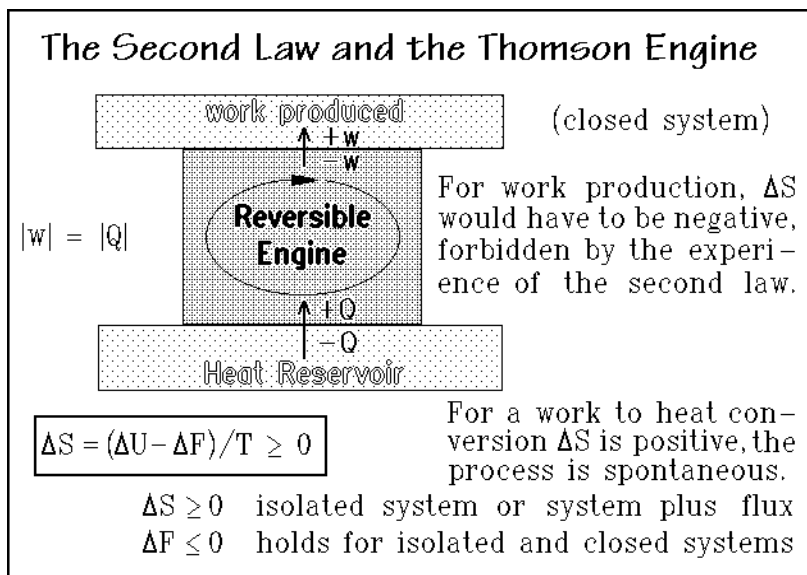 The Second Law and the Thomson Engine
work produced
(closed system)
+w
−w
For work production, ΔS
would have to be negative,
forbidden by the experi-
ence of the second law.
|w| = |Q|
Reversible
Engine
+Q
−Q
Heat Reservoir
For a work to heat con-
version ΔS is positive, the
process is spontaneous.
ΔS = (ΔU−ΔF)/T ≥ 0
ΔS ≥ 0 isolated system or system plus flux
ΔF ≤ 0 holds for isolated and closed systems